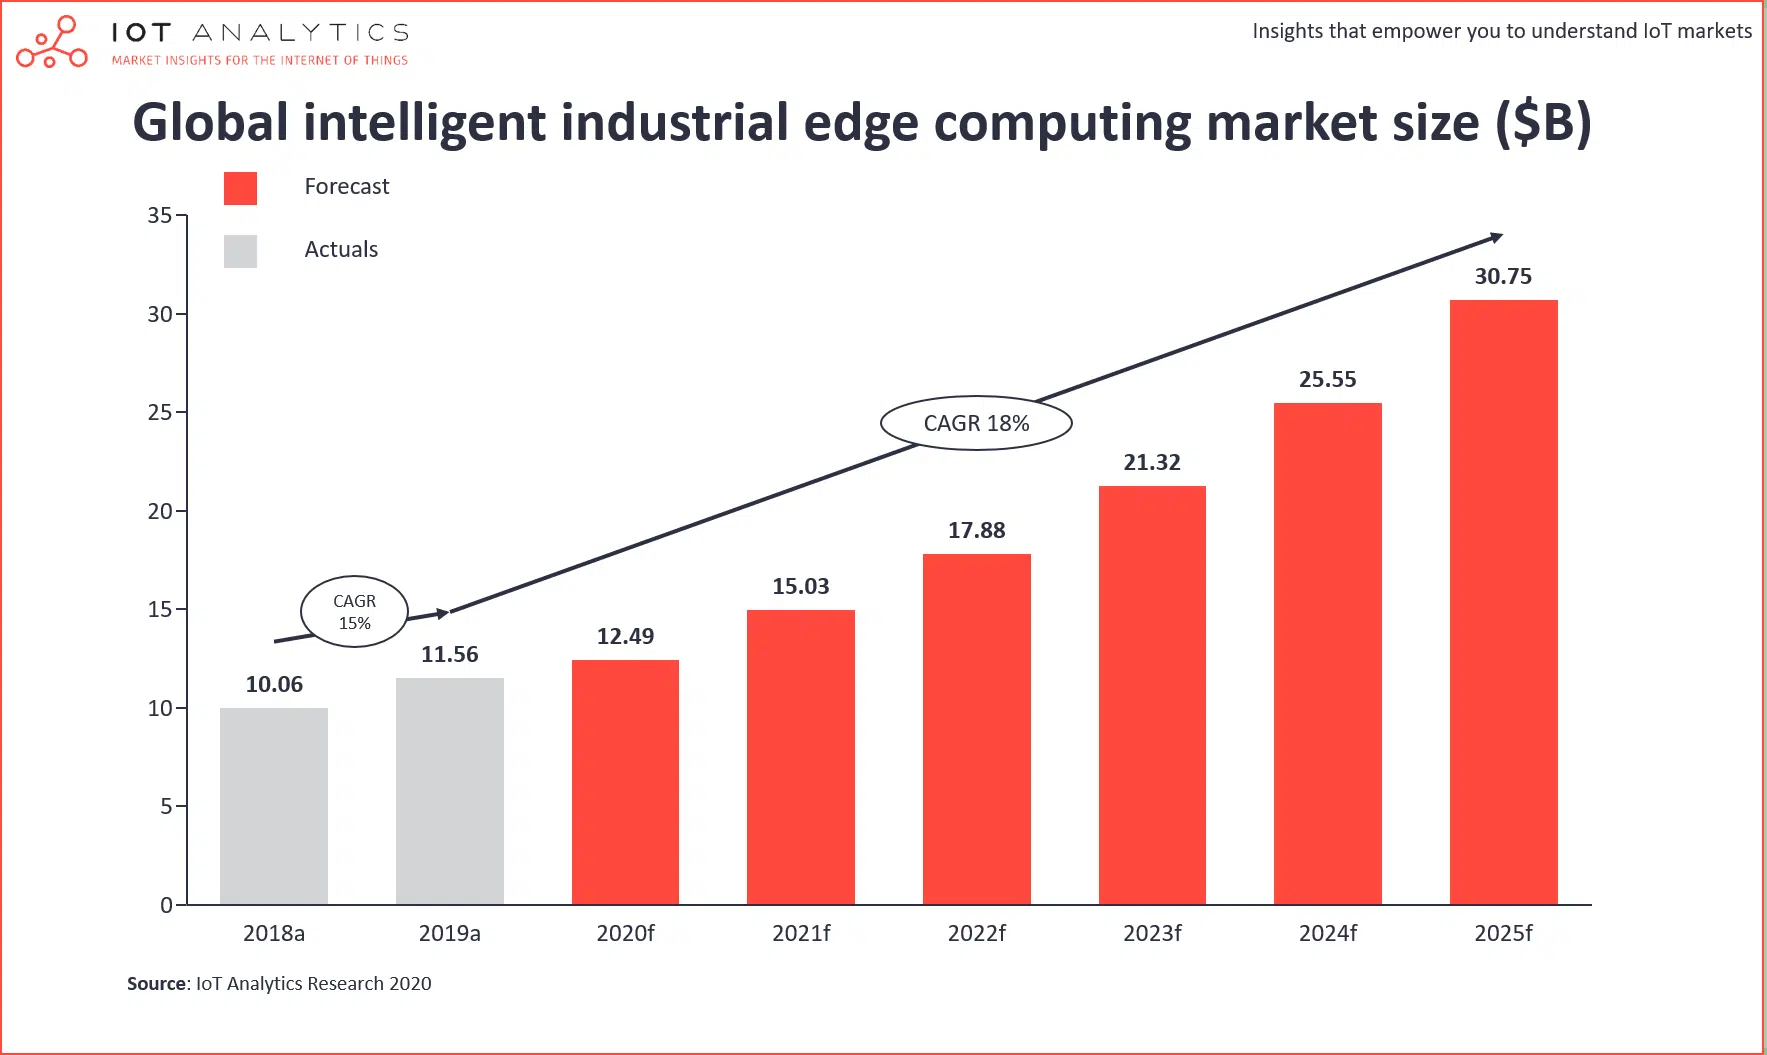 IOT ANALYTICS
MARKET INSIGHTS FOR THE INTERNET OF THINGS
Insights that empower you to understand IoT markets
Global intelligent industrial edge computing market size ($B)
Forecast
Actuals
35
30
25
20
15
10
5
0
CAGR
15%
CAGR 18%
10.06
11.56
12.49
15.03
17.88
21.32
25.55
30.75
2018a
2019a
2020f
2021f
2022f
2023f
2024f
2025f
Source: IoT Analytics Research 2020